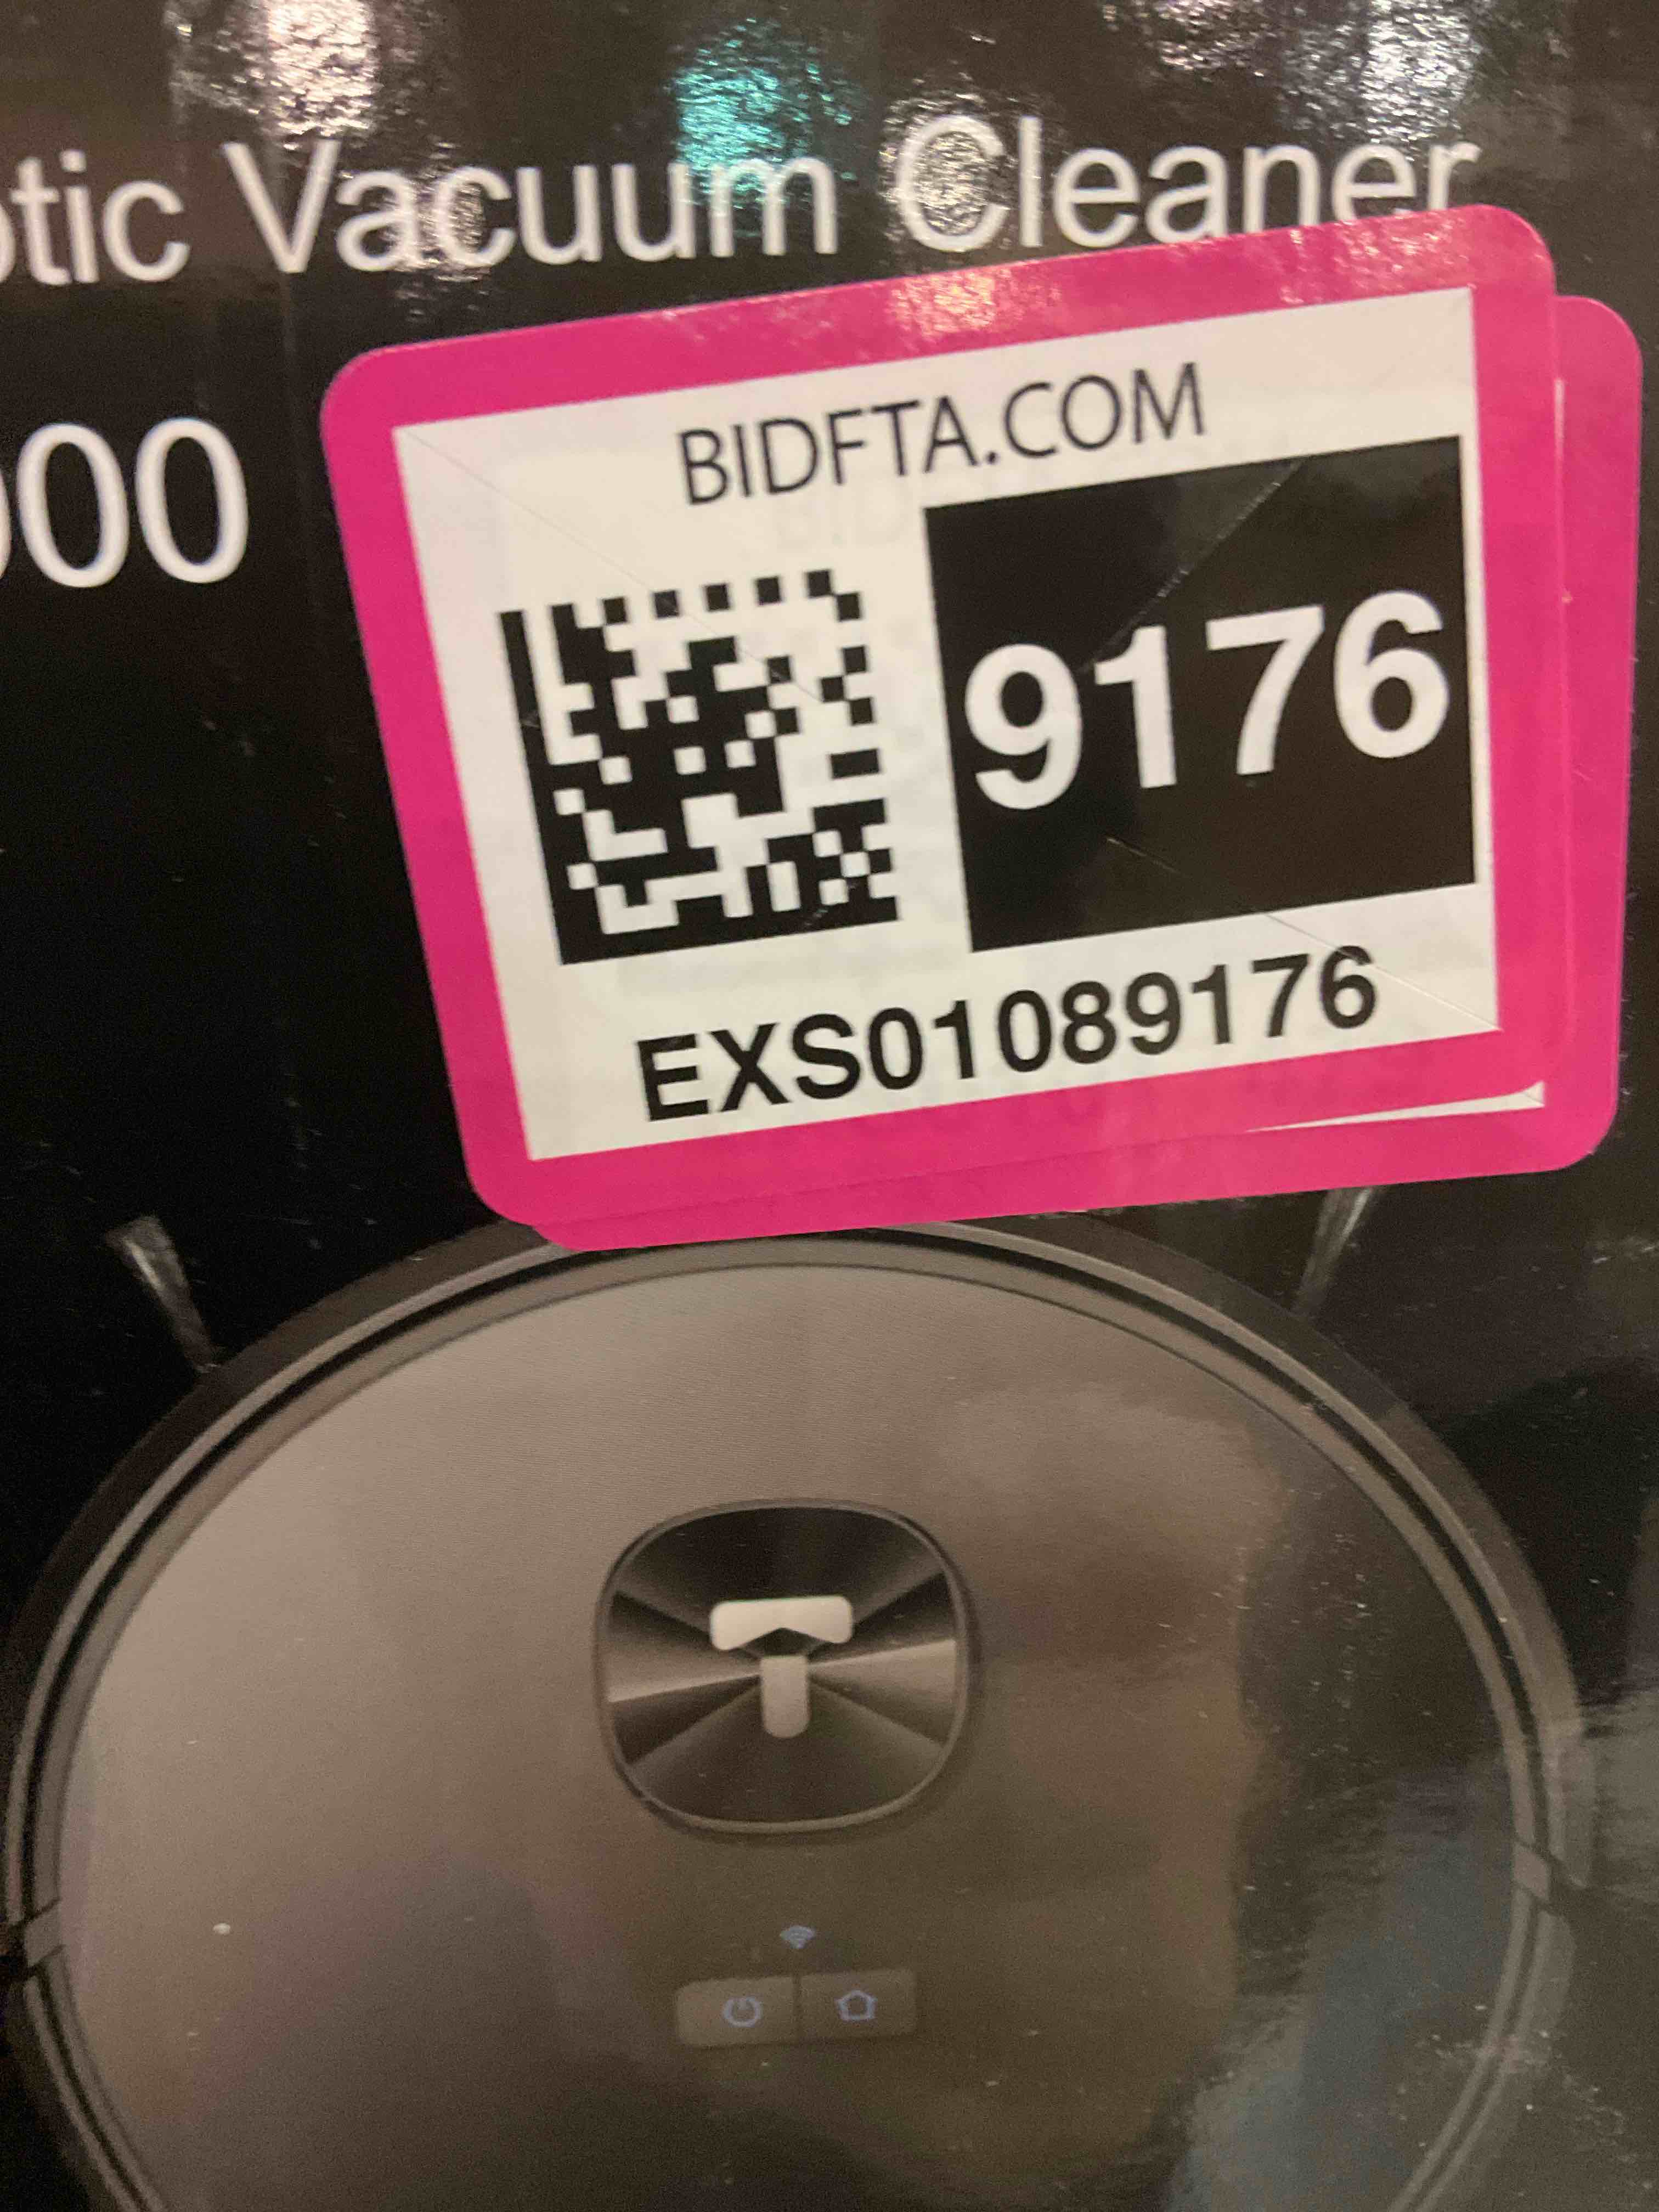 otic Vacuum Cleaner
000
BIDFTA.COM
9176
EXS01089176